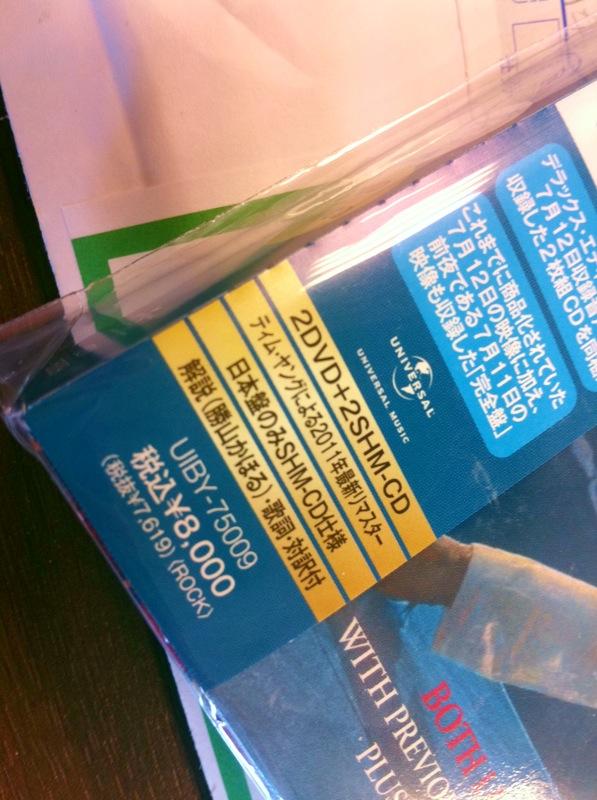 デラックス・エデ
7月12日収録
収録した2枚組CDを同
これまでに商品化されていた
7月12日の映像に加え、
前夜である7月11日の
映像も収録した「完全盤」
UNIVERSAL
UNIVERSAL MUSIC
2DVD+2SHM-CD
ティム・ヤングによる2011年最新リマスター
日本盤のみSHM-CD仕様
解説(勝山かほる)・歌詞・対訳付
UIBY-75009
税込¥8,000
(税抜¥7,619) (ROCK)
BOTH
WITH PREVIO
PLUS